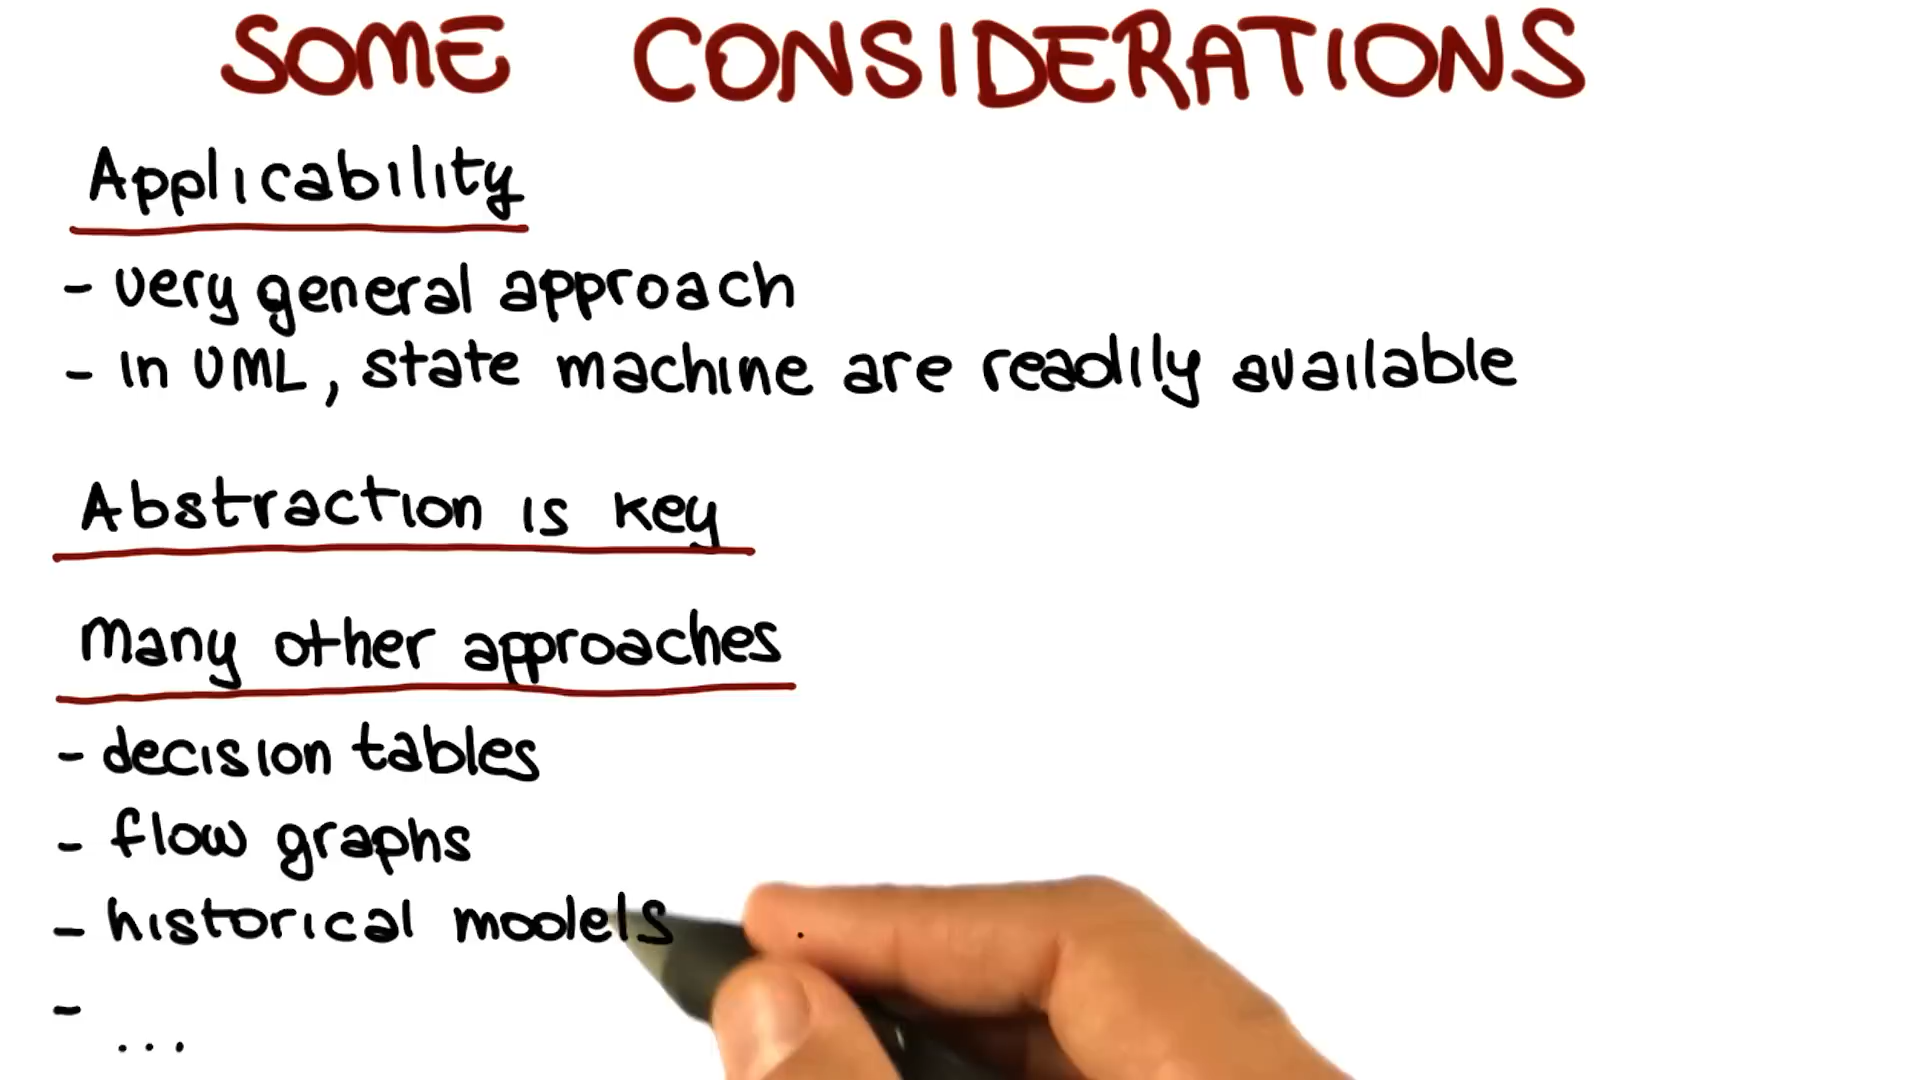 SOME CONSIDERATIONS
Applicability
- very general approach
- In UML, state machine are readily available
Abstraction is key
Many other approaches
- decision tables
- flow graphs
- historical models
- ...